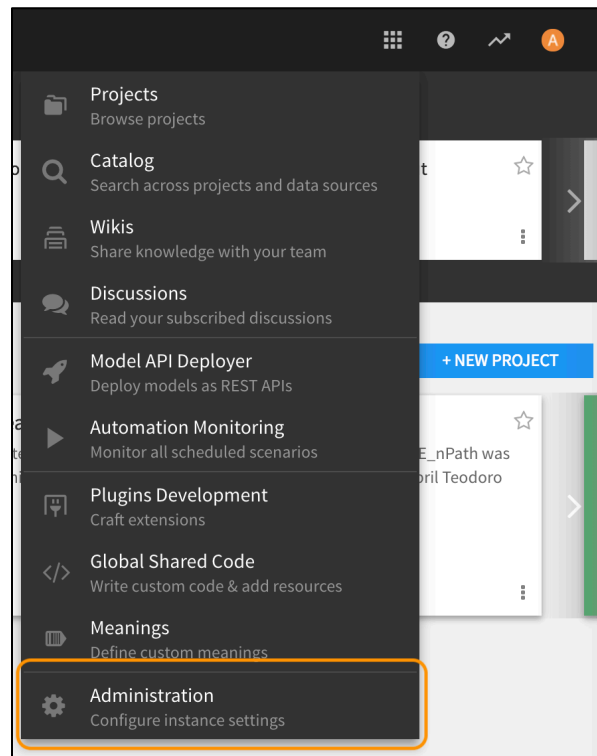 A
Projects
Browse projects
Catalog
Search across projects and data sources
t
Wikis
Share knowledge with your team
Discussions
Read your subscribed discussions
Model API Deployer
Deploy models as REST APIs
+ NEW PROJECT
Automation Monitoring
Monitor all scheduled scenarios
E_nPath was
pril Teodoro
Plugins Development
Craft extensions
Global Shared Code
Write custom code & add resources
Meanings
Define custom meanings
Administration
Configure instance settings